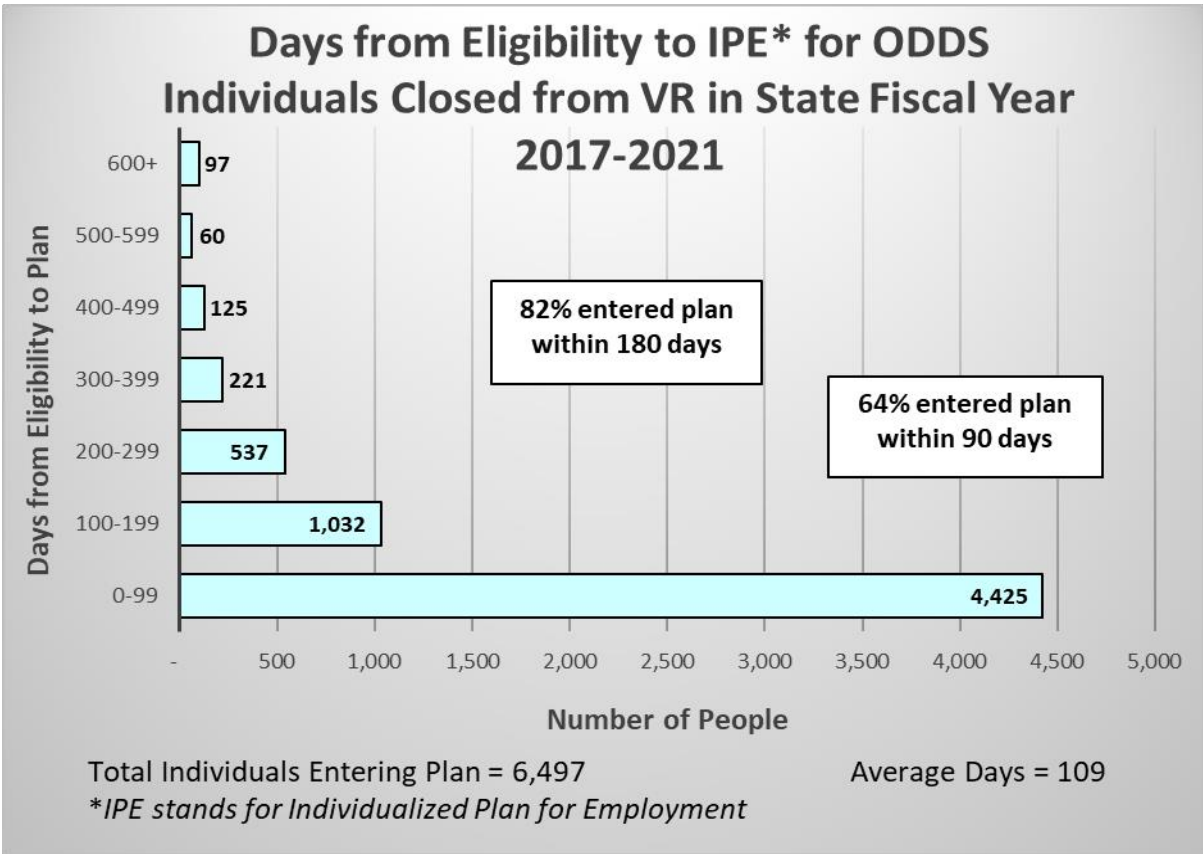 Days from Eligibility to IPE* for ODDS
Individuals Closed from VR in State Fiscal Year
2017-2021
Days from Eligibility to Plan
600+ 97
500-599 60
400-499 125
300-399 221
200-299 537
100-199 1,032
0-99 4,425
82% entered plan
within 180 days
64% entered plan
within 90 days
- 500 1,000 1,500 2,000 2,500 3,000 3,500 4,000 4,500 5,000
Number of People
Total Individuals Entering Plan = 6,497 Average Days = 109
*IPE stands for Individualized Plan for Employment